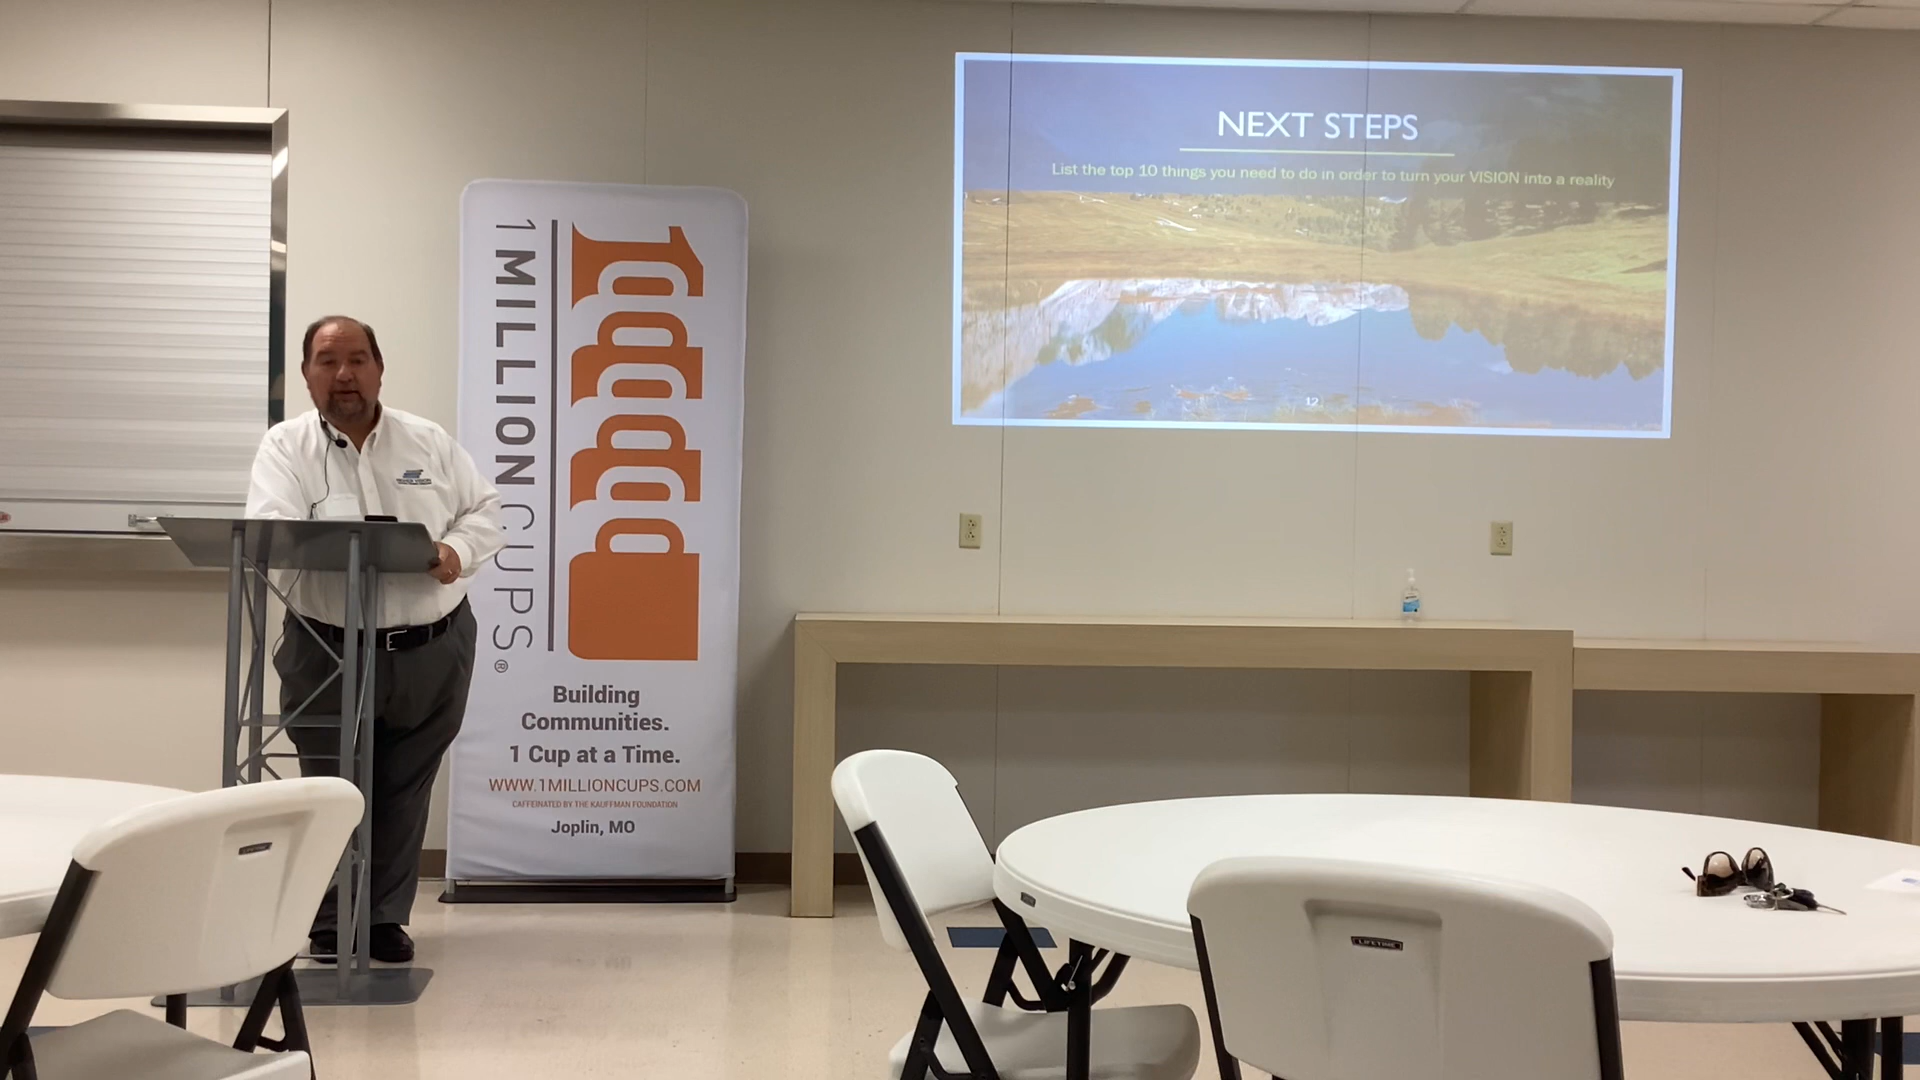 1 MILLION CUPS®
Building
Communities.
1 Cup at a Time.
WWW.1MILLIONCUPS.COM
CAFFEINATED BY THE KAUFFMAN FOUNDATION
Joplin, MO
NEXT STEPS
List the top 10 things you need to do in order to turn your VISION into a reality
12
LIFETIME
LIFETIME